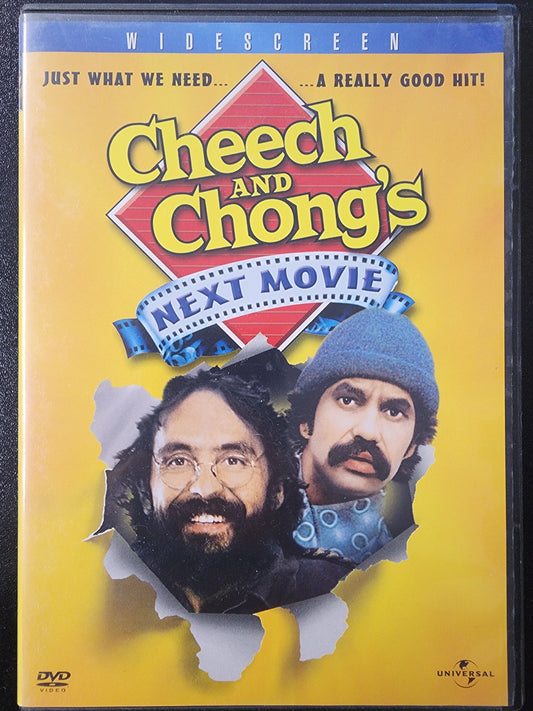 WIDESCREEN
JUST WHAT WE NEED... ...A REALLY GOOD HIT!
Cheech
AND
Chong's
NEXT MOVIE
DVD
VIDEO
UNIVERSAL